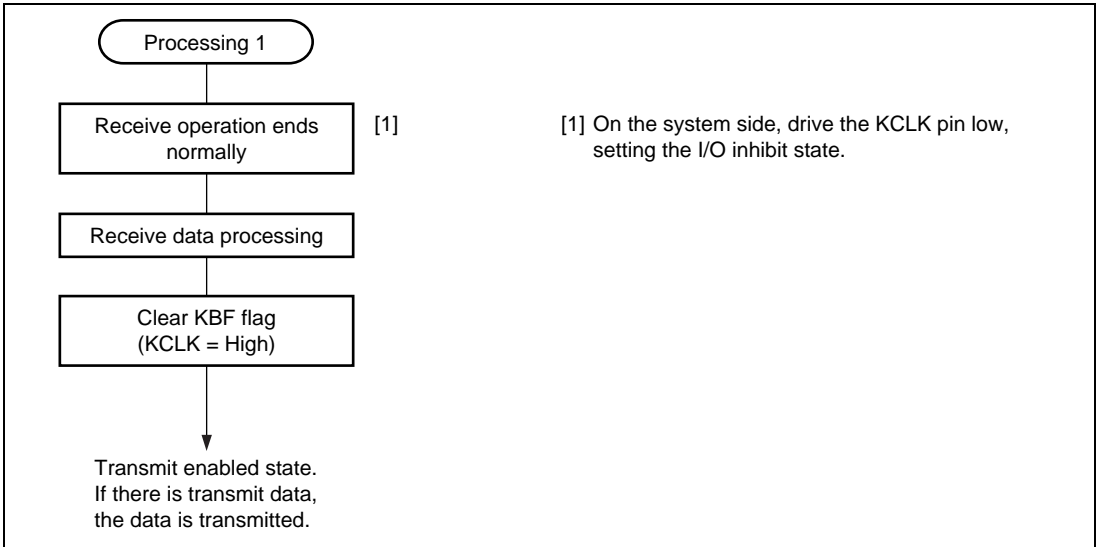 Processing 1
Receive operation ends
normally
[1]
[1] On the system side, drive the KCLK pin low,
setting the I/O inhibit state.
Receive data processing
Clear KBF flag
(KCLK = High)
Transmit enabled state.
If there is transmit data,
the data is transmitted.